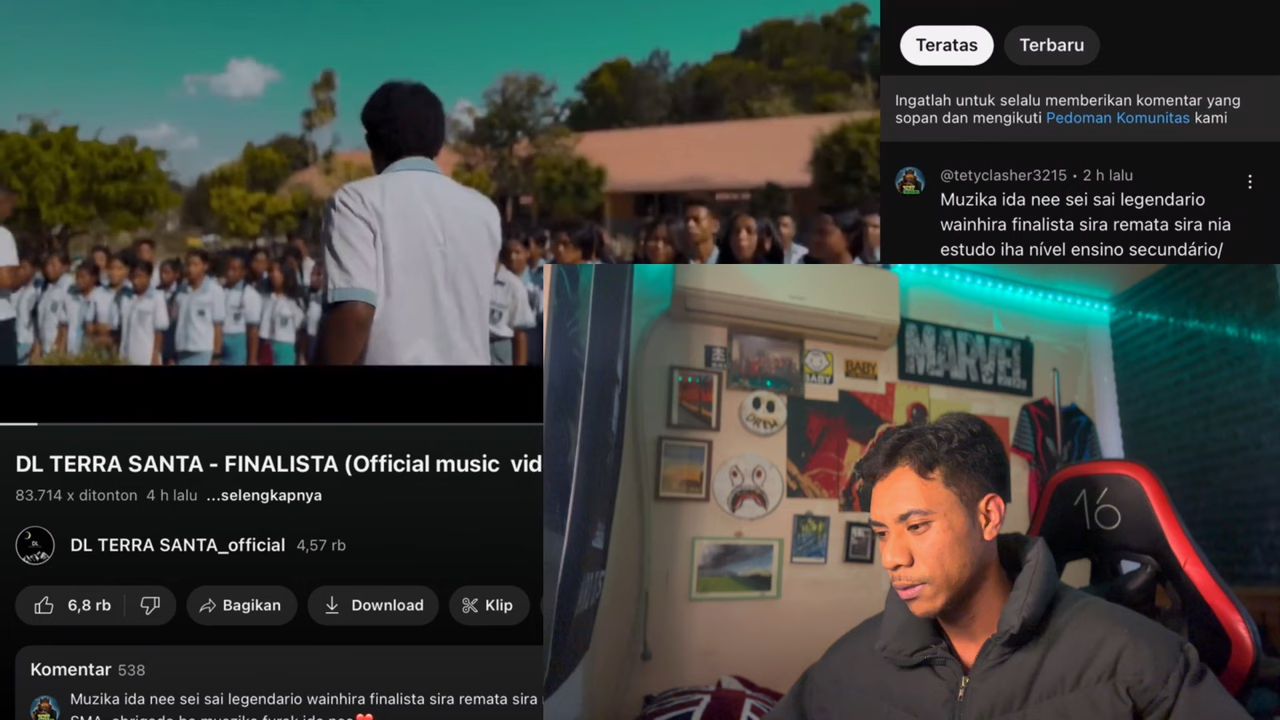 Teratas
Terbaru
Ingatlah untuk selalu memberikan komentar yang
sopan dan mengikuti Pedoman Komunitas kami
@tetyclasher3215 • 2 h lalu
Muzika ida nee sei sai legendario
wainhira finalista sira remata sira nia
estudo iha nível ensino secundário/
MARVEL
BABY
BABY
DREW
16
DL TERRA SANTA - FINALISTA (Official music vid
83.714 x ditonton 4 h lalu ...selengkapnya
DL TERRA SANTA_official 4,57 rb
6,8 rb
Bagikan
Download
Klip
Komentar 538
Muzika ida nee sei sai legendario wainhira finalista sira remata sira